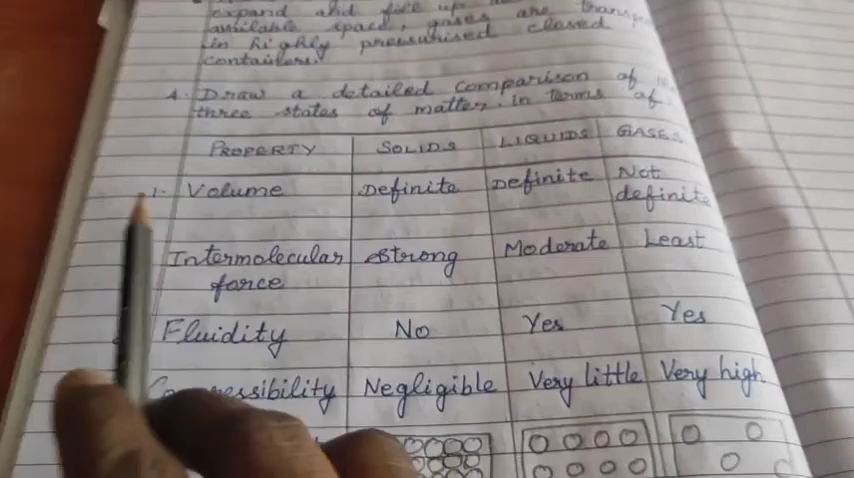 expand and fill up
available space, gases are transp
in highly pressurised closed
containers.
4. Draw a detailed comparison of
three states of matter. in terms of
PROPERTY SOLIDS LIQUIDS GASES
1. Volume Definite Definite Not
definite
Intermolecular Strong Moderate Least
force
Fluidity No Yes Yes
Compressibility Negligible Very little Very high